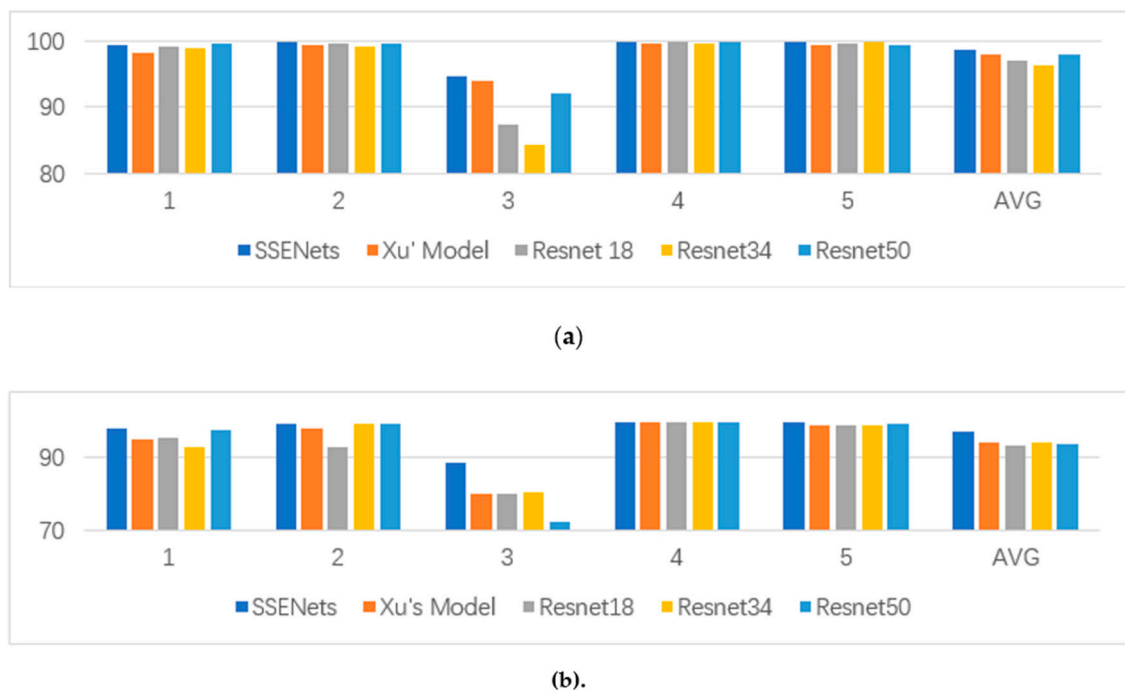 100
90
80
1 2 3 4 5 AVG
SSENets Xu' Model Resnet 18 Resnet34 Resnet50
(a)
90
70
1 2 3 4 5 AVG
SSENets Xu's Model Resnet18 Resnet34 Resnet50
(b).